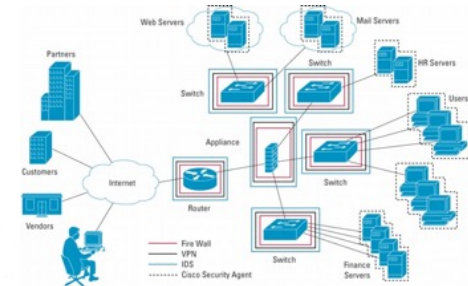 Web Servers
Mail Servers
Partners
Switch
HR Servers
Switch
Users
Appliance
Customers
Internet
Switch
Router
Vendors
Fire Wall
VPN
IDS
Cisco Security Agent
Switch
Finance
Servers